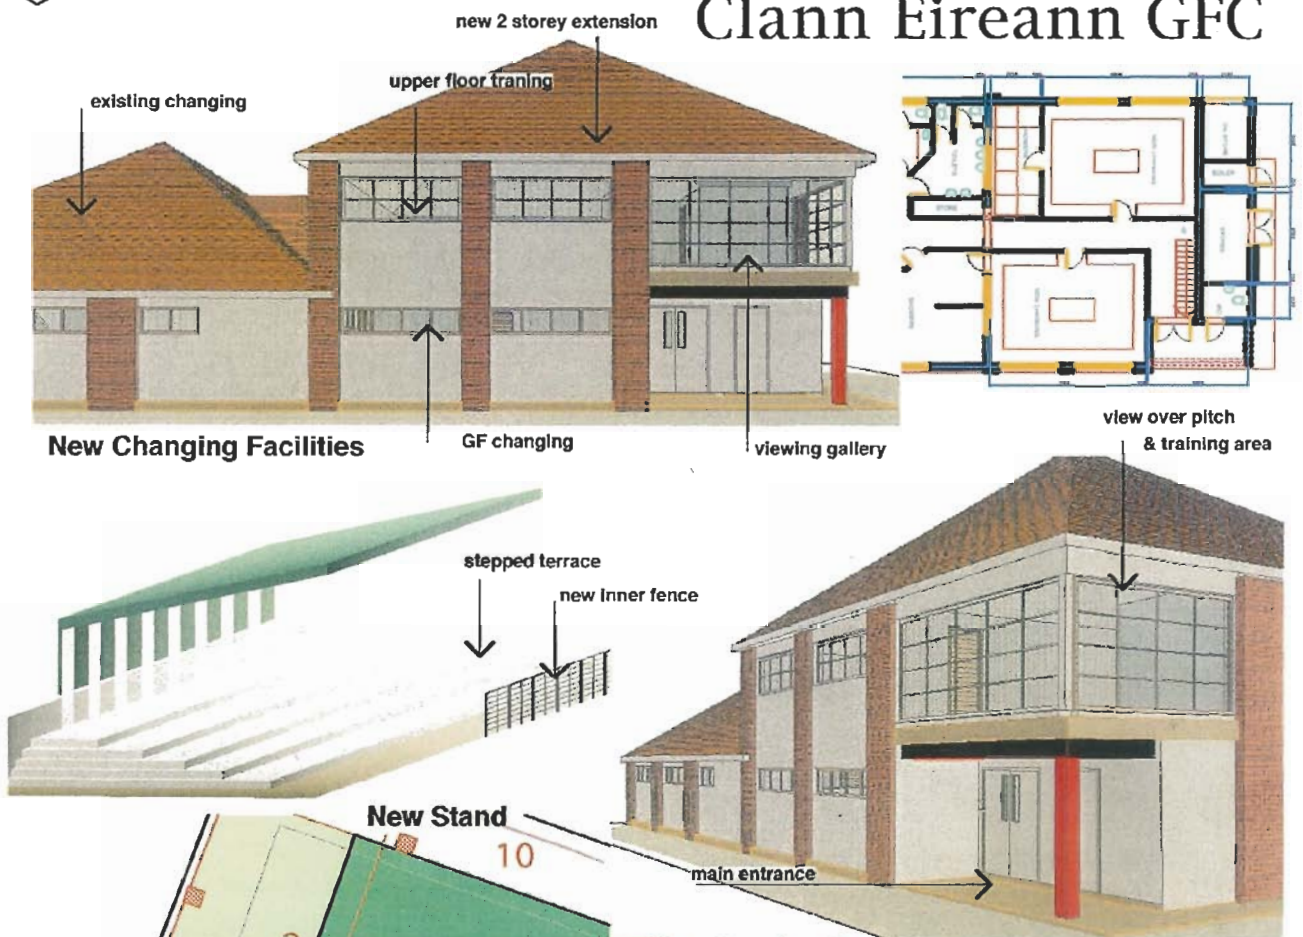 Clann Eireann GFC
new 2 storey extension
upper floor traning
existing changing
New Changing Facilities
GF changing
viewing gallery
view over pitch
& training area
stepped terrace
new inner fence
New Stand
10
main entrance
STORE